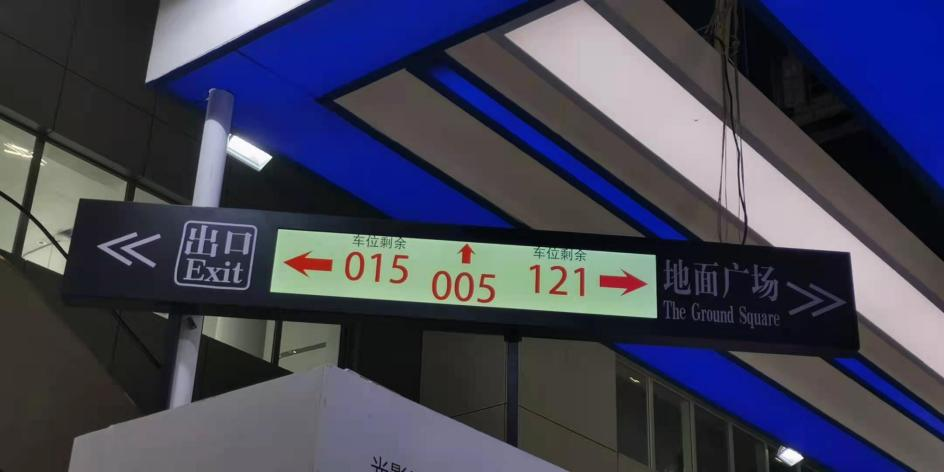 出口
Exit
车位剩余
015
005
车位剩余
121
地面广场
The Ground Square